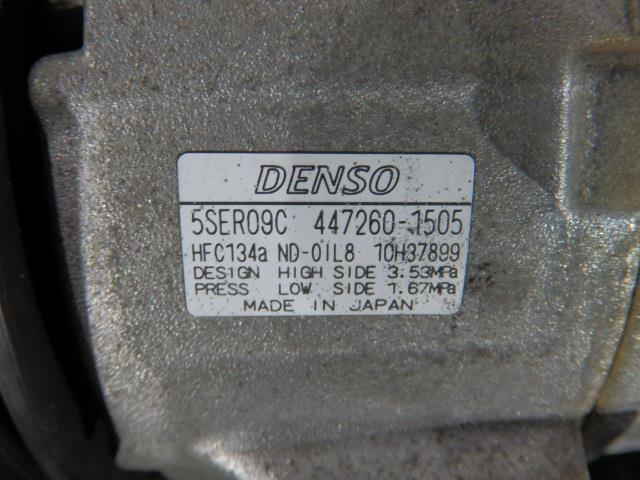 DENSO
5SER09C 447260-1505
HFC134a ND-OIL8 10H37899
DESIGN HIGH SIDE 3.53MPa
PRESS LOW SIDE 1.67MPa
MADE IN JAPAN